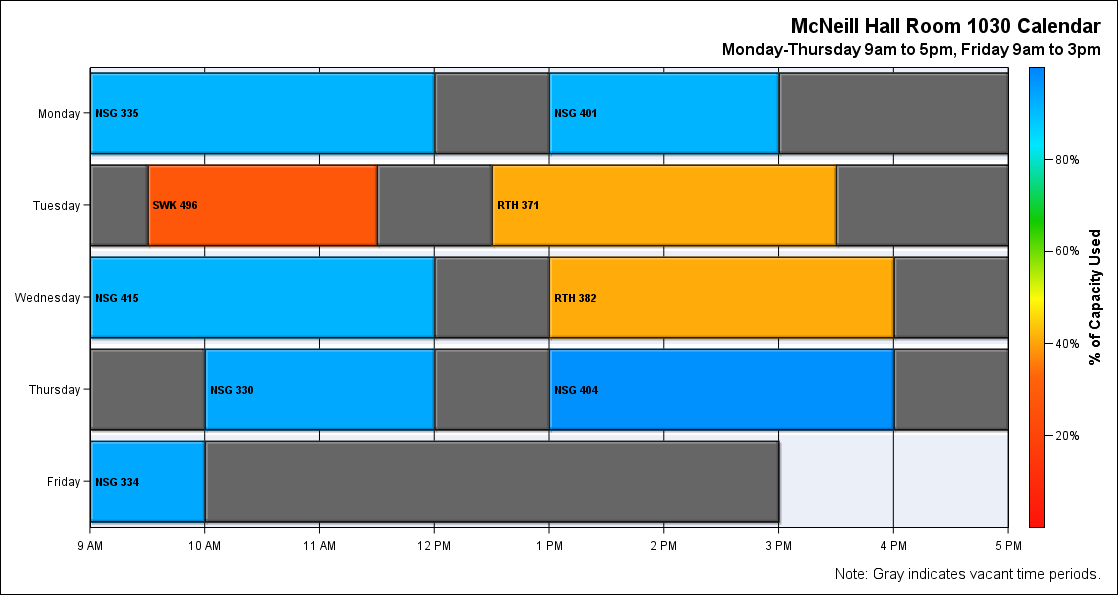 McNeill Hall Room 1030 Calendar
Monday-Thursday 9am to 5pm, Friday 9am to 3pm
Monday
NSG 335
NSG 401
Tuesday
SWK 496
RTH 371
Wednesday
NSG 415
RTH 382
Thursday
NSG 330
NSG 404
Friday
NSG 334
9 AM
10 AM
11 AM
12 PM
1 PM
2 PM
3 PM
4 PM
5 PM
80%
60%
40%
20%
% of Capacity Used
Note: Gray indicates vacant time periods.